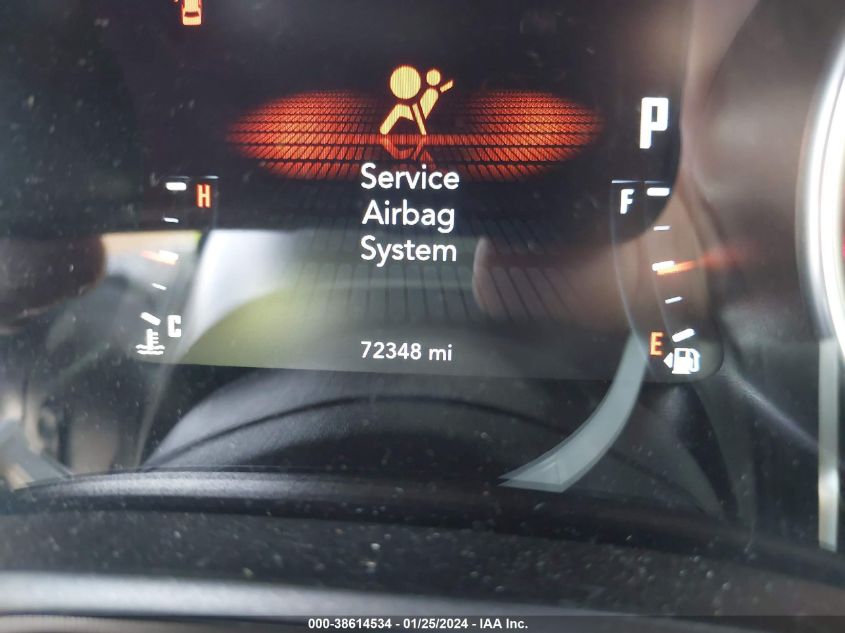 P
Service
Airbag
System
H
F
C
E
72348 mi
000-38614534 - 01/25/2024 - IAA Inc.